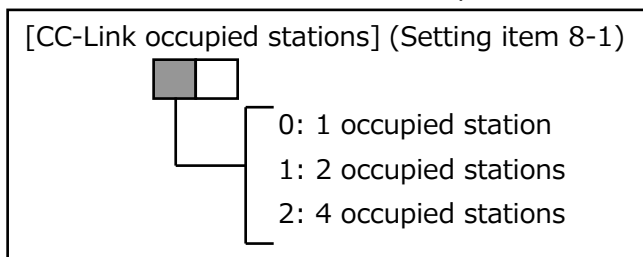 [CC-Link occupied stations] (Setting item 8-1)
0: 1 occupied station
1: 2 occupied stations
2: 4 occupied stations